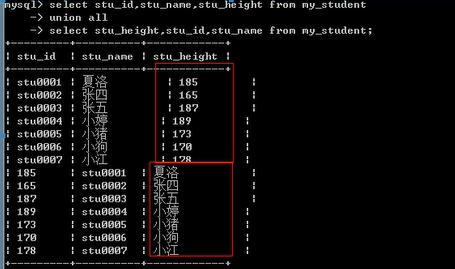 mysql> select stu_id,stu_name,stu_height from my_student
-> union all
-> select stu_height,stu_id,stu_name from my_student;
+---------+----------+------------+
| stu_id | stu_name | stu_height |
+---------+----------+------------+
| stu0001 | 夏洛 | 185 |
| stu0002 | 张四 | 165 |
| stu0003 | 张五 | 187 |
| stu0004 | 小婷 | 189 |
| stu0005 | 小猪 | 173 |
| stu0006 | 小狗 | 170 |
| stu0007 | 小江 | 178 |
| 185 | stu0001 | 夏洛 |
| 165 | stu0002 | 张四 |
| 187 | stu0003 | 张五 |
| 189 | stu0004 | 小婷 |
| 173 | stu0005 | 小猪 |
| 170 | stu0006 | 小狗 |
| 178 | stu0007 | 小江 |
+---------+----------+------------+